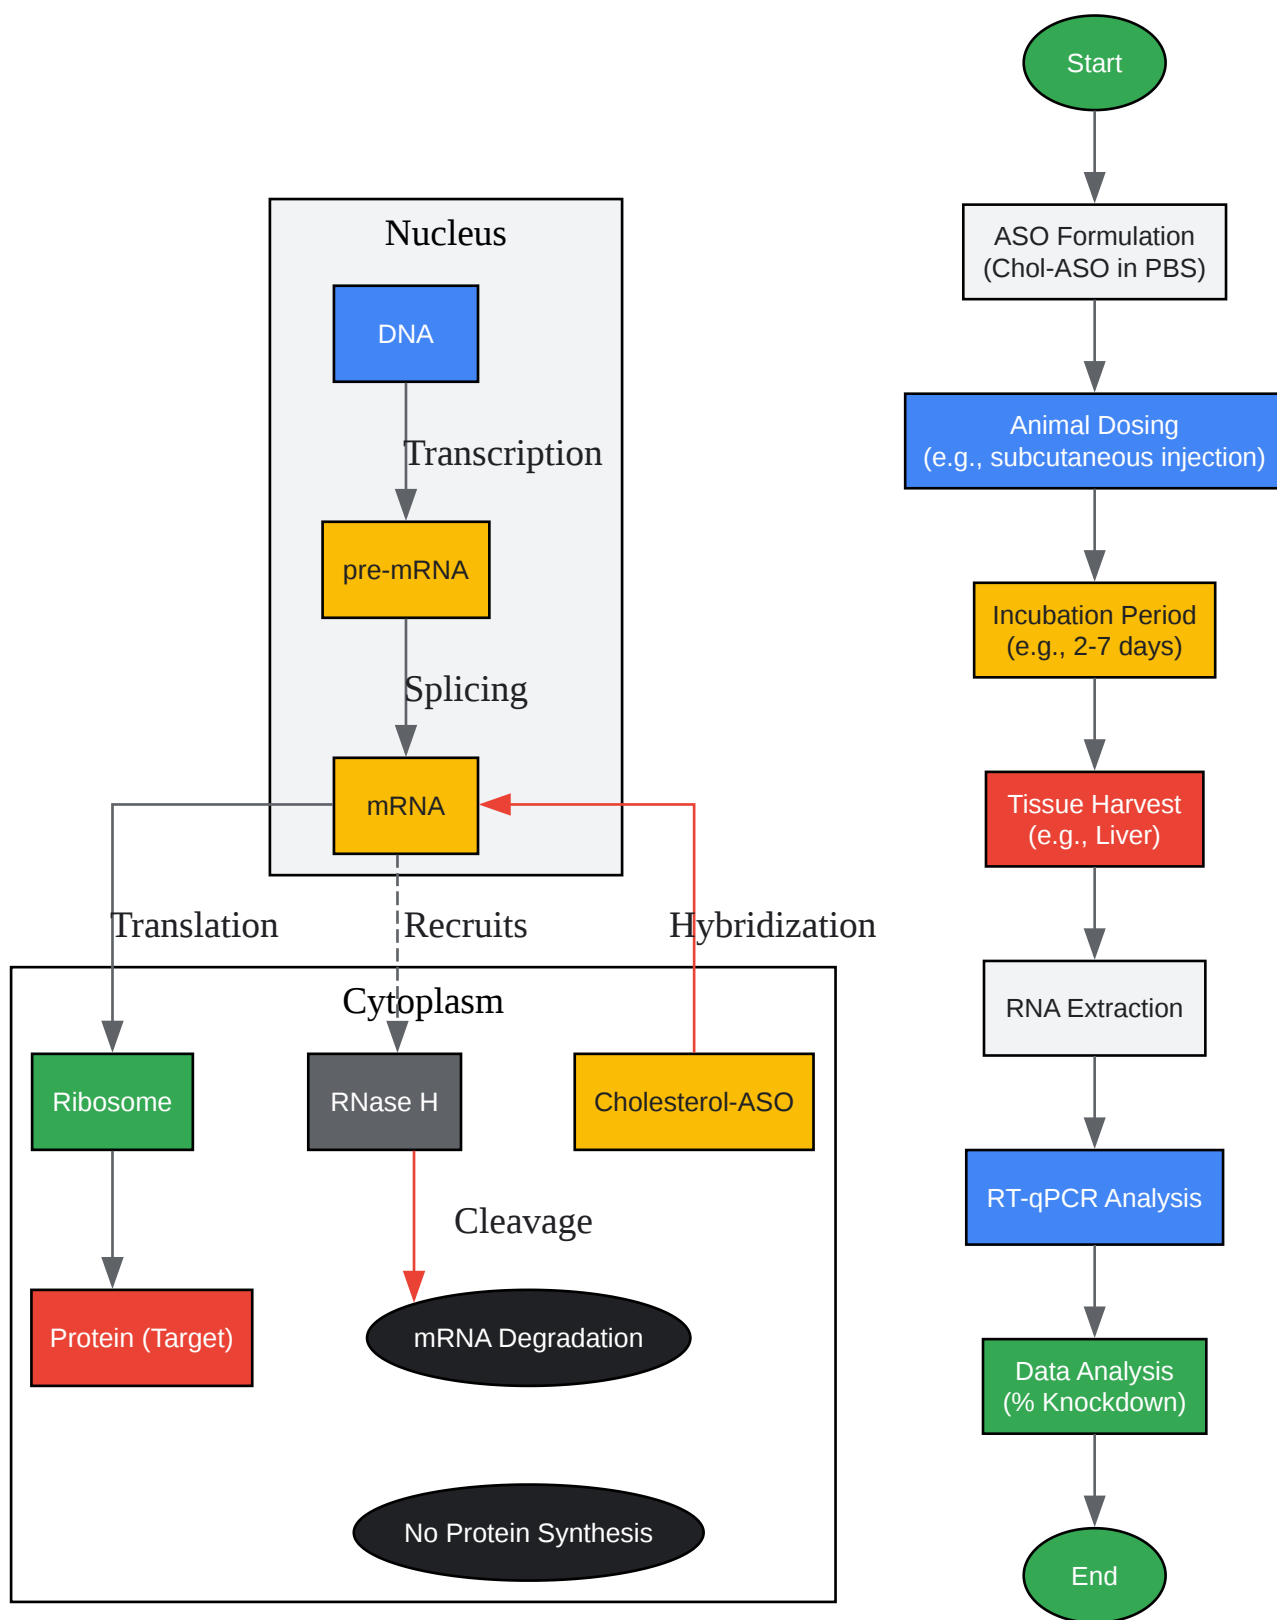 Nucleus
DNA
Transcription
pre-mRNA
Splicing
mRNA
Translation
Recruits
Hybridization
Cytoplasm
Ribosome
RNase H
Cholesterol-ASO
Cleavage
Protein (Target)
mRNA Degradation
No Protein Synthesis
Start
ASO Formulation
(Chol-ASO in PBS)
Animal Dosing
(e.g., subcutaneous injection)
Incubation Period
(e.g., 2-7 days)
Tissue Harvest
(e.g., Liver)
RNA Extraction
RT-qPCR Analysis
Data Analysis
(% Knockdown)
End